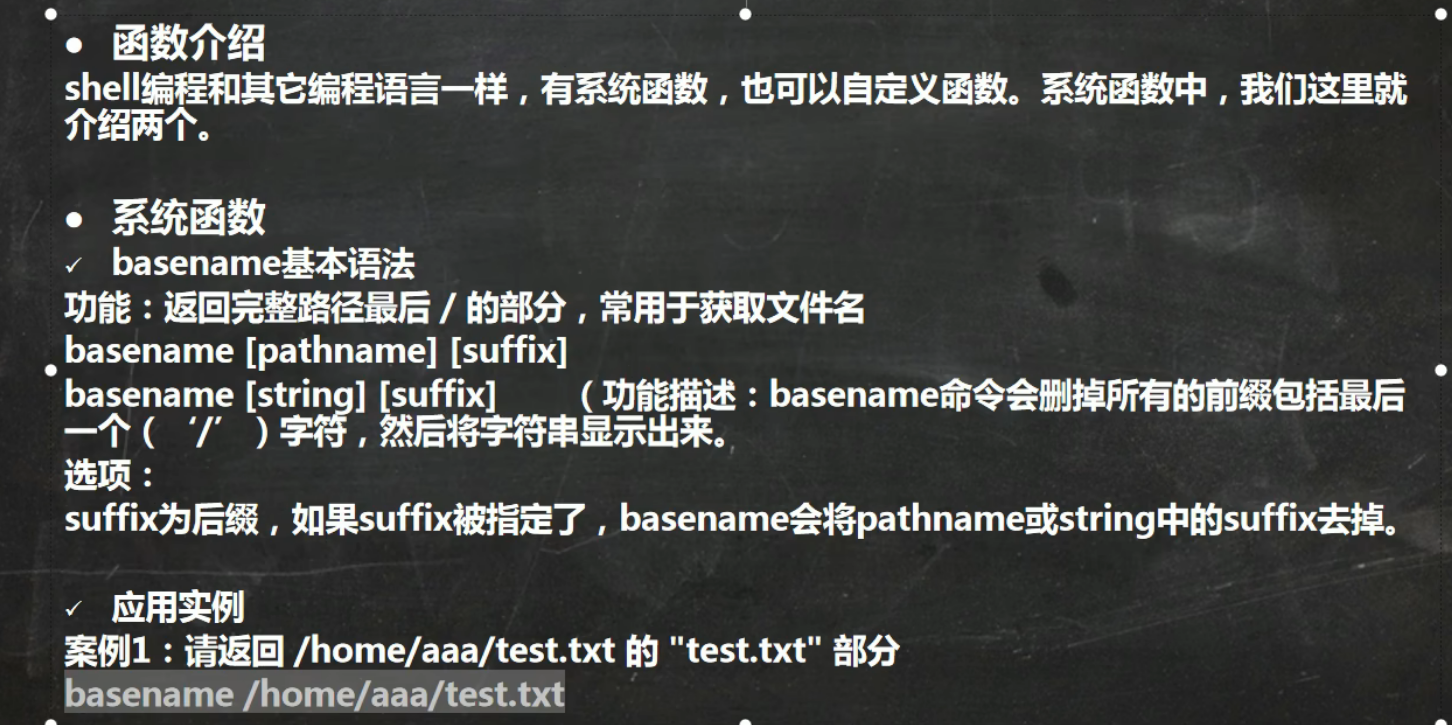 ● 函数介绍
shell编程和其它编程语言一样，有系统函数，也可以自定义函数。系统函数中，我们这里就
介绍两个。
● 系统函数
✓ basename基本语法
功能：返回完整路径最后 / 的部分，常用于获取文件名
basename [pathname] [suffix]
basename [string] [suffix] （功能描述：basename命令会删掉所有的前缀包括最后
一个（ ‘/’ ）字符，然后将字符串显示出来。
选项：
suffix为后缀，如果suffix被指定了，basename会将pathname或string中的suffix去掉。
✓ 应用实例
案例1：请返回 /home/aaa/test.txt 的 "test.txt" 部分
basename /home/aaa/test.txt